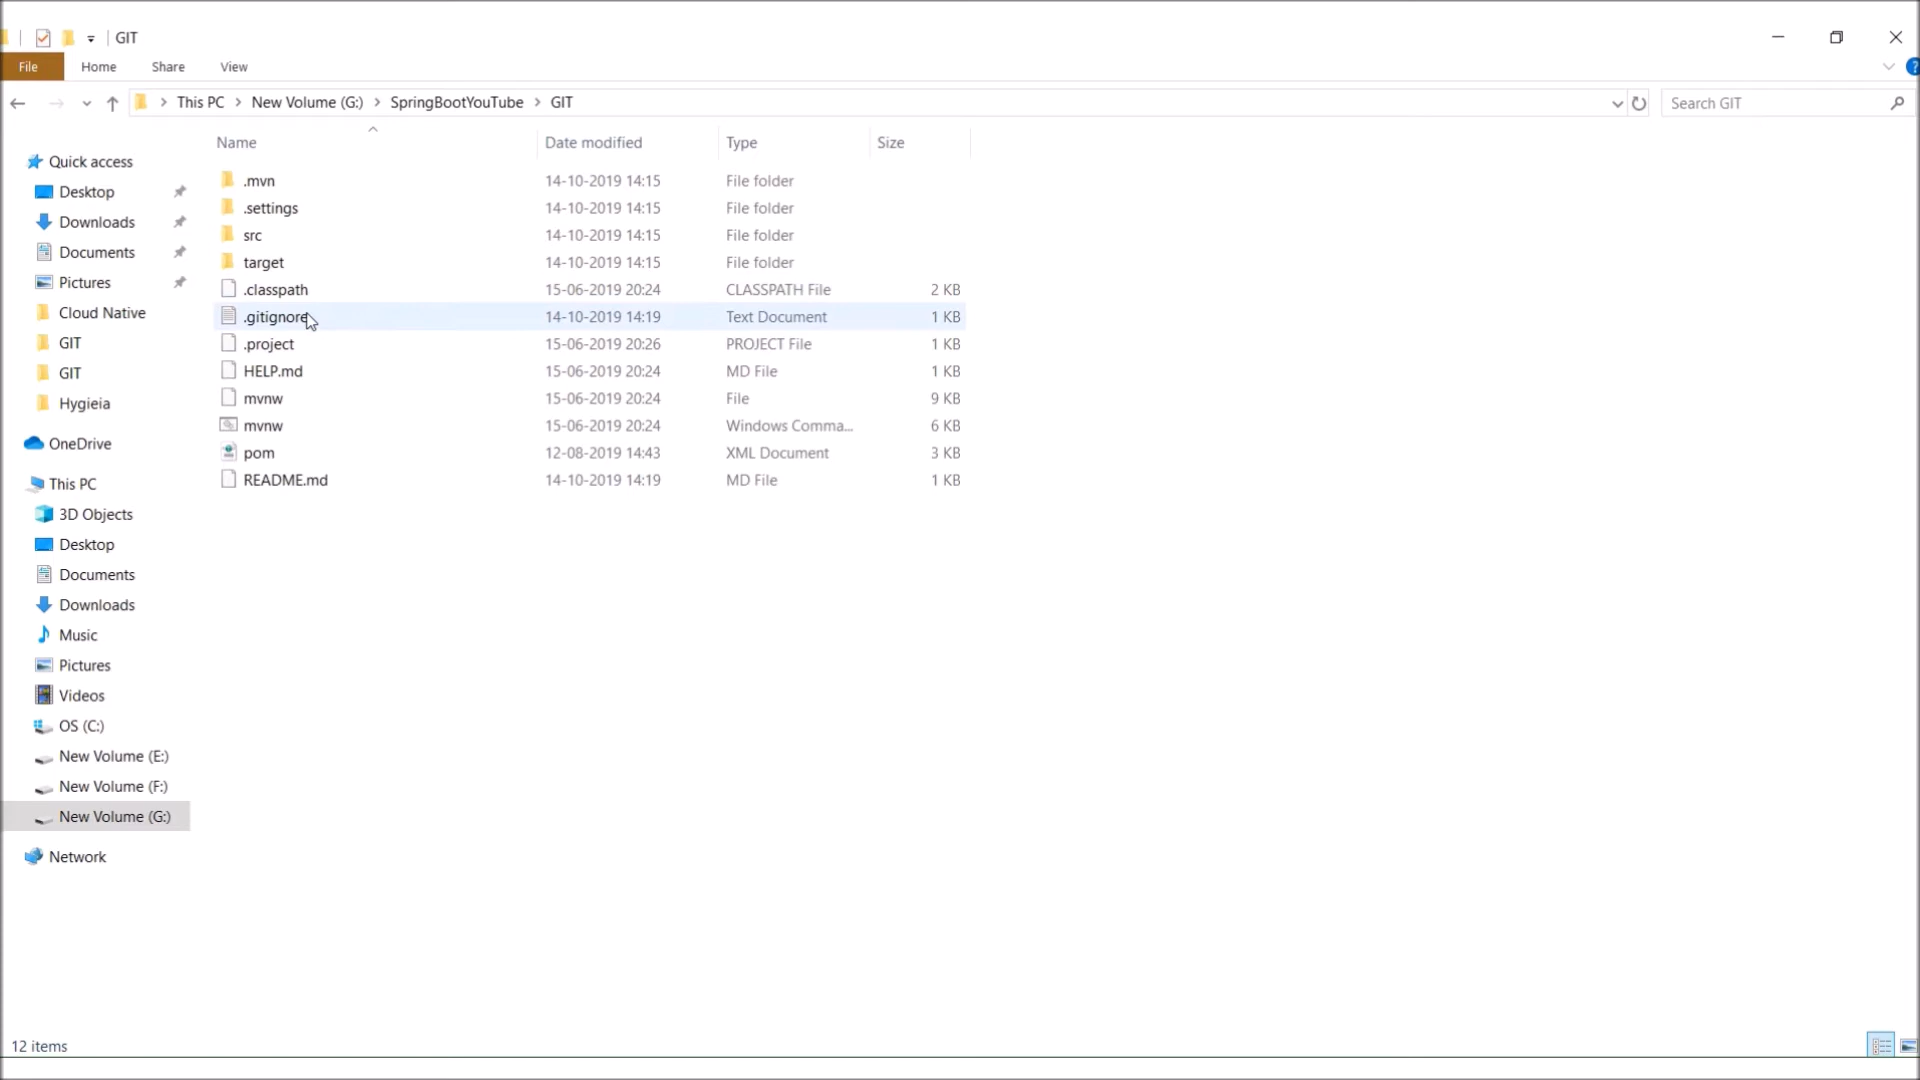 GIT
File Home Share View
This PC New Volume (G:) SpringBootYouTube GIT Search GIT
Name Date modified Type Size
Quick access
Desktop
Downloads
Documents
Pictures
Cloud Native
GIT
GIT
Hygieia
OneDrive
This PC
3D Objects
Desktop
Documents
Downloads
Music
Pictures
Videos
OS (C:)
New Volume (E:)
New Volume (F:)
New Volume (G:)
Network
.mvn 14-10-2019 14:15 File folder
.settings 14-10-2019 14:15 File folder
src 14-10-2019 14:15 File folder
target 14-10-2019 14:15 File folder
.classpath 15-06-2019 20:24 CLASSPATH File 2 KB
.gitignore 14-10-2019 14:19 Text Document 1 KB
.project 15-06-2019 20:26 PROJECT File 1 KB
HELP.md 15-06-2019 20:24 MD File 1 KB
mvnw 15-06-2019 20:24 File 9 KB
mvnw 15-06-2019 20:24 Windows Comma... 6 KB
pom 12-08-2019 14:43 XML Document 3 KB
README.md 14-10-2019 14:19 MD File 1 KB
12 items